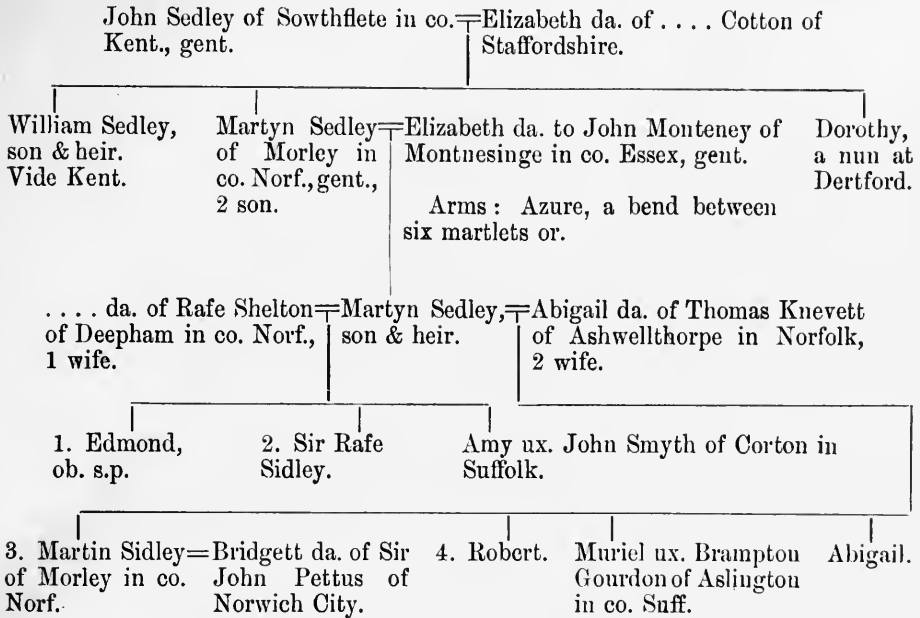 John Sedley of Sowthflete in co.=Elizabeth da. of . . . . Cotton of
Kent., gent. Staffordshire.
William Sedley,
son & heir.
Vide Kent.
Martyn Sedley=Elizabeth da. to John Monteney of
of Morley in Montnesinge in co. Essex, gent.
co. Norf., gent.,
2 son.
Arms : Azure, a bend between
six martlets or.
Dorothy,
a nun at
Dertford.
. . . . da. of Rafe Shelton=Martyn Sedley,=Abigail da. of Thomas Knevett
of Deepham in co. Norf., son & heir. of Ashwellthorpe in Norfolk,
1 wife. 2 wife.
1. Edmond,
ob. s.p.
2. Sir Rafe
Sidley.
Amy ux. John Smyth of Corton in
Suffolk.
3. Martin Sidley=Bridgett da. of Sir
of Morley in co. John Pettus of
Norf. Norwich City.
4. Robert.
Muriel ux. Brampton
Gourdon of Aslington
in co. Suff.
Abigail.